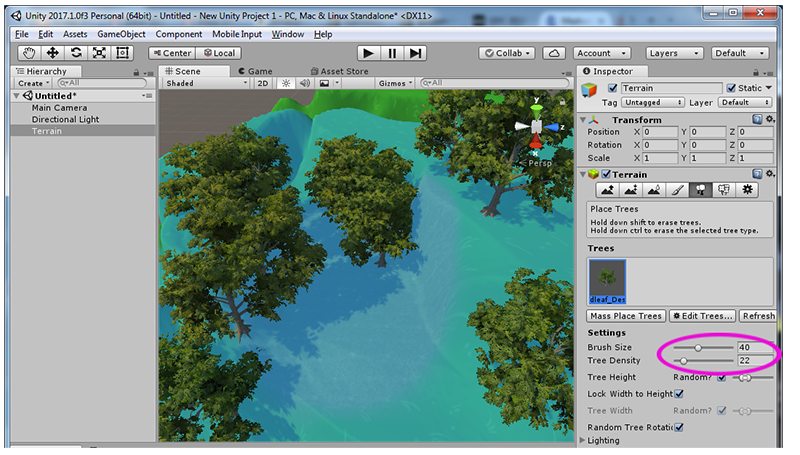 Unity 2017.1.0f3 Personal (64bit) - Untitled - New Unity Project 1 - PC, Mac & Linux Standalone* <DX11>
File Edit Assets GameObject Component Mobile Input Window Help
Center Local Collab Account Layers Default
Hierarchy Scene Game Asset Store Inspector
Create All Shaded 2D Gizmos All Terrain Static
Untitled* Tag Untagged Layer Default
Main Camera
Directional Light
Terrain
y
z
x
Persp
Transform
Position X 0 Y 0 Z 0
Rotation X 0 Y 0 Z 0
Scale X 1 Y 1 Z 1
Terrain
Place Trees
Hold down shift to erase trees.
Hold down ctrl to erase the selected tree type.
Trees
dleaf_Des
Mass Place Trees Edit Trees... Refresh
Settings
Brush Size 40
Tree Density 22
Tree Height Random?
Lock Width to Height
Tree Width Random?
Random Tree Rotati
Lighting